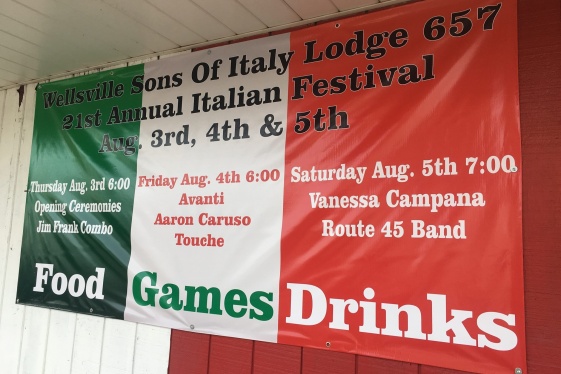 Wellsville Sons Of Italy Lodge 657
21st Annual Italian Festival
Aug. 3rd, 4th & 5th
Thursday Aug. 3rd 6:00
Opening Ceremonies
Jim Frank Combo
Friday Aug. 4th 6:00
Avanti
Aaron Caruso
Touche
Saturday Aug. 5th 7:00
Vanessa Campana
Route 45 Band
Food Games Drinks